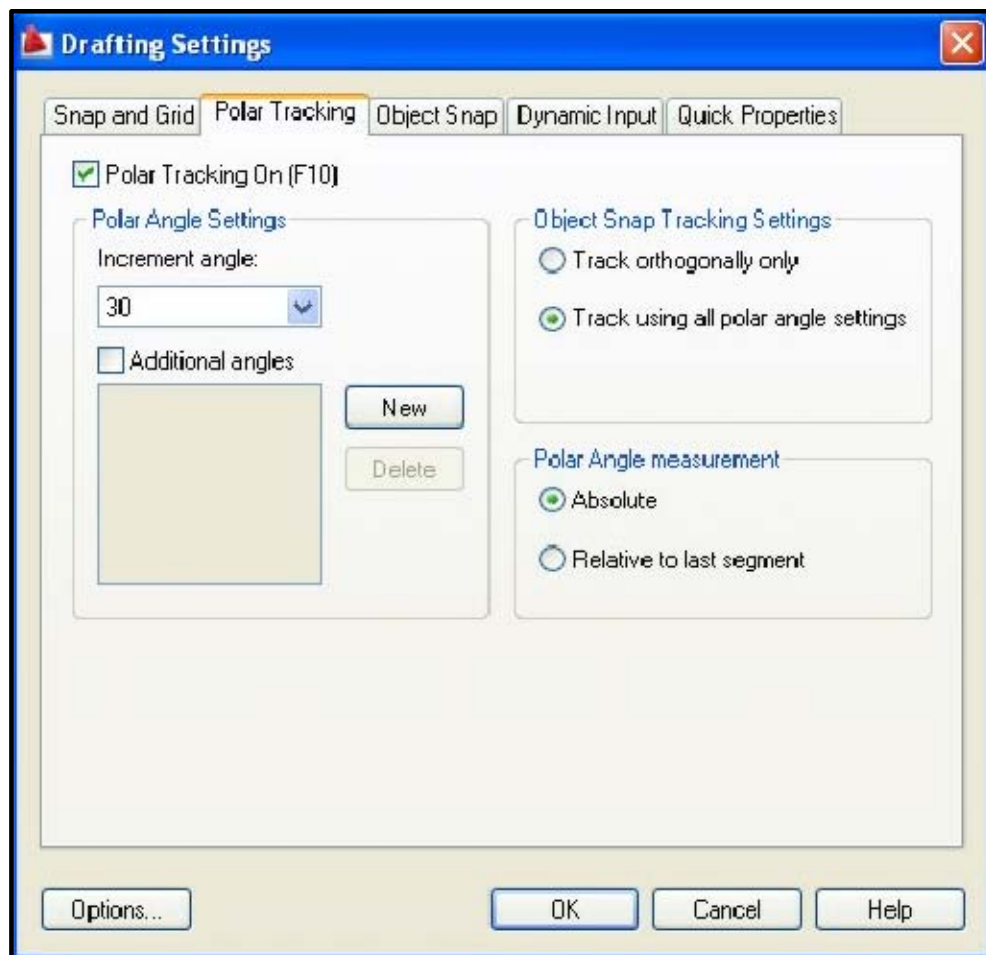 Drafting Settings
Snap and Grid Polar Tracking Object Snap Dynamic Input Quick Properties
Polar Tracking On (F10)
Polar Angle Settings
Increment angle:
30
Additional angles
New
Delete
Object Snap Tracking Settings
Track orthogonally only
Track using all polar angle settings
Polar Angle measurement
Absolute
Relative to last segment
Options... OK Cancel Help